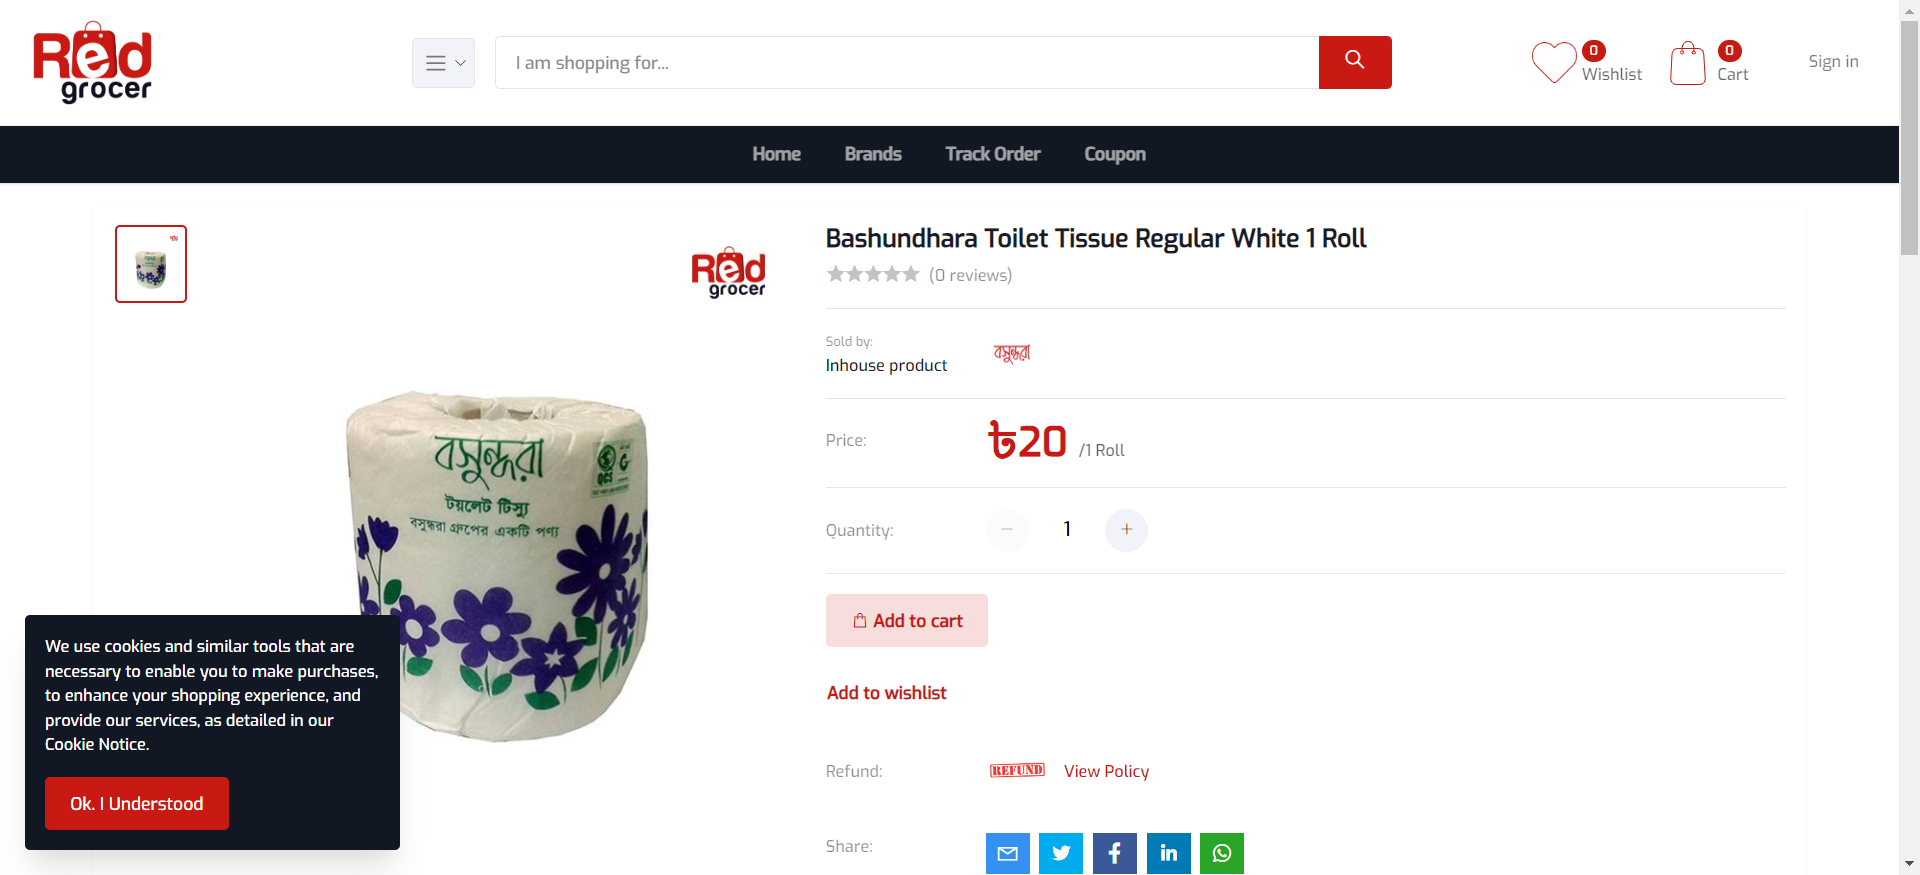 Red
grocer
I am shopping for...
0
Wishlist
0
Cart
Sign in
Home
Brands
Track Order
Coupon
Red
grocer
বসুন্ধরা
QCS
টয়লেট টিস্যু
বসুন্ধরা গ্রুপের একটি পণ্য
Bashundhara Toilet Tissue Regular White 1 Roll
(0 reviews)
Sold by:
Inhouse product
বসুন্ধরা
Price:
৳20 /1 Roll
Quantity:
1
Add to cart
Add to wishlist
Refund:
REFUND
View Policy
Share:
We use cookies and similar tools that are
necessary to enable you to make purchases,
to enhance your shopping experience, and
provide our services, as detailed in our
Cookie Notice.
Ok. I Understood